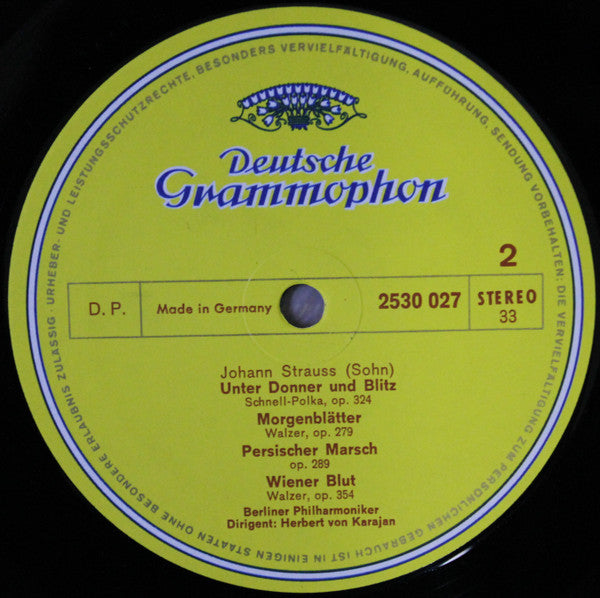 URHEBER- UND LEISTUNGSSCHUTZRECHTE, BESONDERS VERVIELFÄLTIGUNG, AUFFÜHRUNG, SENDUNG VORBEHALTEN: DIE VERVIELFÄLTIGUNG ZUM PERSÖNLICHEN GEBRAUCH IST IN EINIGEN STAATEN OHNE BESONDERE ERLAUBNIS ZULÄSSIG ·
Deutsche
Grammophon
2
D. P.
Made in Germany
2530 027
STEREO
33
Johann Strauss (Sohn)
Unter Donner und Blitz
Schnell-Polka, op. 324
Morgenblätter
Walzer, op. 279
Persischer Marsch
op. 289
Wiener Blut
Walzer, op. 354
Berliner Philharmoniker
Dirigent: Herbert von Karajan